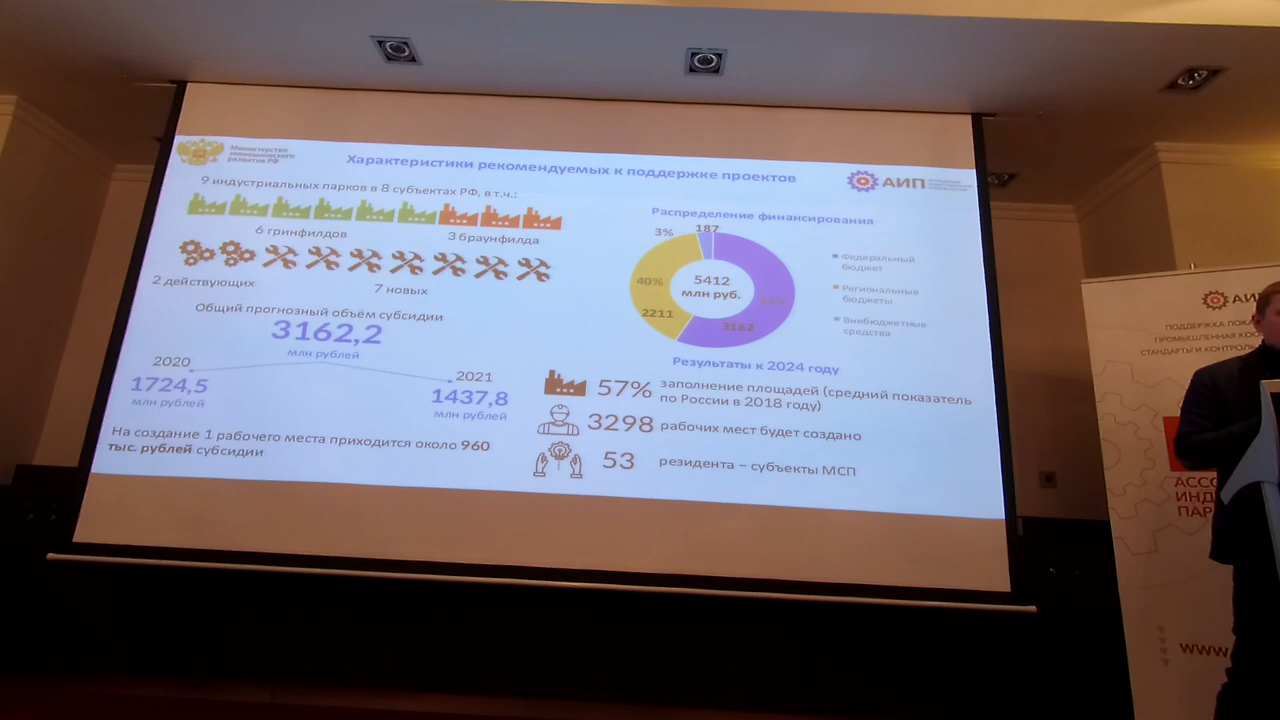 Министерство
экономического
развития РФ
Характеристики рекомендуемых к поддержке проектов
АИП
9 индустриальных парков в 8 субъектах РФ, в т.ч.:
6 гринфилдов
3 браунфилда
2 действующих
7 новых
Общий прогнозный объём субсидии
3162,2
млн рублей
2020
1724,5
млн рублей
2021
1437,8
млн рублей
На создание 1 рабочего места приходится около 960
тыс. рублей субсидии
Распределение финансирования
3%
187
40%
2211
5412
млн руб.
3162
Федеральный
бюджет
Региональные
бюджеты
Внебюджетные
средства
Результаты к 2024 году
57% заполнение площадей (средний показатель
по России в 2018 году)
3298 рабочих мест будет создано
53 резидента – субъекты МСП
АИ
ПОДДЕРЖКА
ПРОМЫШЛЕННАЯ
СТАНДАРТЫ И
АССО
ИНД
ПАР
WWW